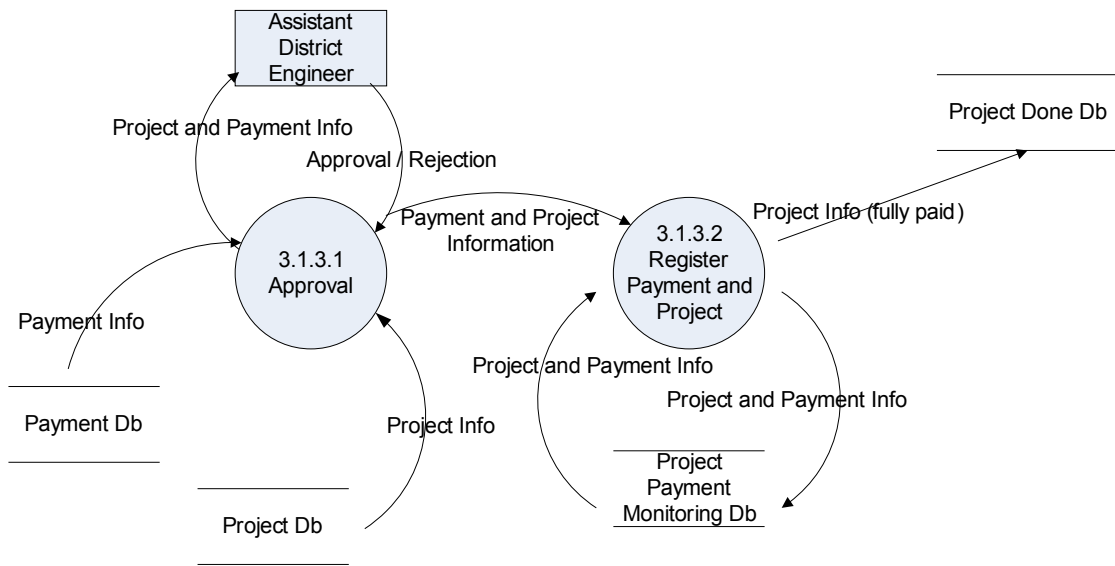 Assistant
District
Engineer
Project Done Db
Project and Payment Info
Approval / Rejection
Payment and Project
Information
Project Info (fully paid)
3.1.3.1
Approval
3.1.3.2
Register
Payment and
Project
Payment Info
Project and Payment Info
Project and Payment Info
Payment Db
Project Info
Project
Payment
Monitoring Db
Project Db